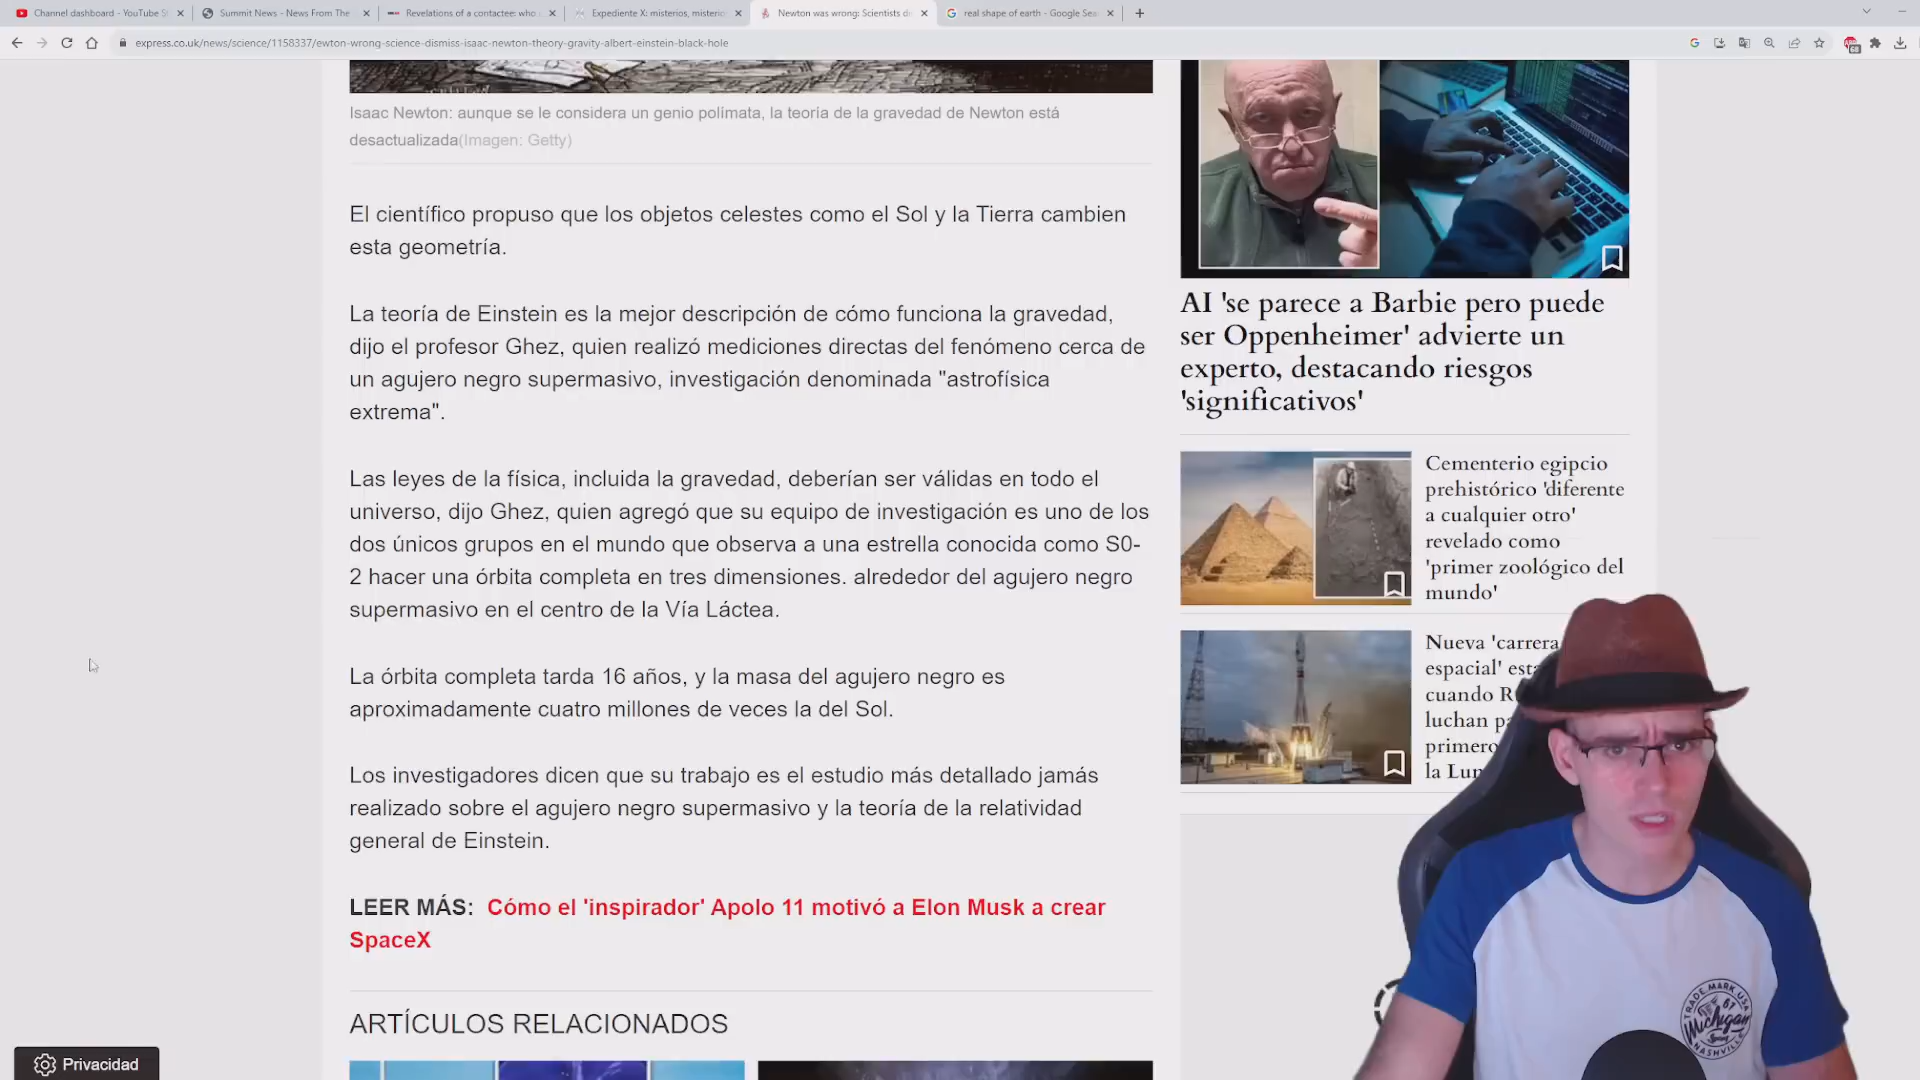 Channel dashboard - YouTube S
Summit News - News From The
Revelations of a contactee: who
Expediente X: misterios, misterio
Newton was wrong: Scientists d
real shape of earth - Google Sea
express.co.uk/news/science/1158337/ewton-wrong-science-dismiss-isaac-newton-theory-gravity-albert-einstein-black-hole
Isaac Newton: aunque se le considera un genio polímata, la teoría de la gravedad de Newton está
desactualizada(Imagen: Getty)
El científico propuso que los objetos celestes como el Sol y la Tierra cambien
esta geometría.
La teoría de Einstein es la mejor descripción de cómo funciona la gravedad,
dijo el profesor Ghez, quien realizó mediciones directas del fenómeno cerca de
un agujero negro supermasivo, investigación denominada "astrofísica
extrema".
Las leyes de la física, incluida la gravedad, deberían ser válidas en todo el
universo, dijo Ghez, quien agregó que su equipo de investigación es uno de los
dos únicos grupos en el mundo que observa a una estrella conocida como S0-
2 hacer una órbita completa en tres dimensiones. alrededor del agujero negro
supermasivo en el centro de la Vía Láctea.
La órbita completa tarda 16 años, y la masa del agujero negro es
aproximadamente cuatro millones de veces la del Sol.
Los investigadores dicen que su trabajo es el estudio más detallado jamás
realizado sobre el agujero negro supermasivo y la teoría de la relatividad
general de Einstein.
LEER MÁS: Cómo el 'inspirador' Apolo 11 motivó a Elon Musk a crear
SpaceX
ARTÍCULOS RELACIONADOS
Privacidad
AI 'se parece a Barbie pero puede
ser Oppenheimer' advierte un
experto, destacando riesgos
'significativos'
Cementerio egipcio
prehistórico 'diferente
a cualquier otro'
revelado como
'primer zoológico del
mundo'
Nueva 'carrera
espacial' est
cuando R
luchan p
primero
la Lun
TRADE MARK USA
61
Michigan
Spring
NASHVILLE